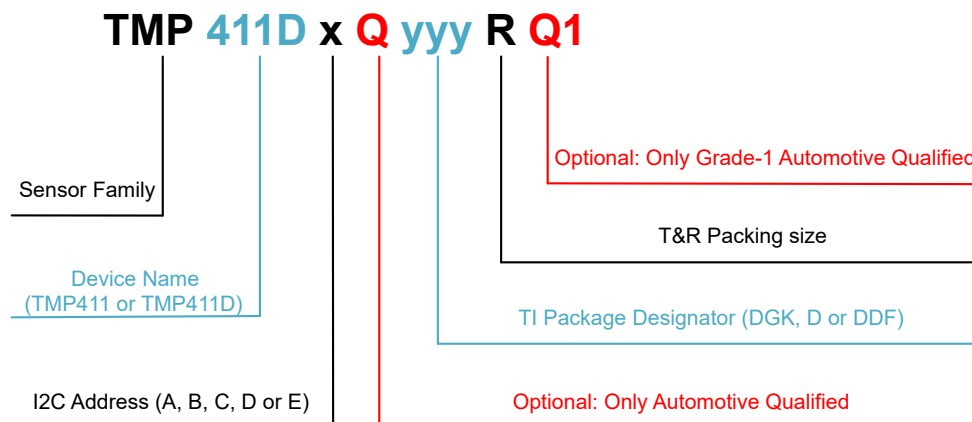 TMP 411D x Q yyy R Q1
Optional: Only Grade-1 Automotive Qualified
Sensor Family
T&R Packing size
Device Name
(TMP411 or TMP411D)
TI Package Designator (DGK, D or DDF)
I2C Address (A, B, C, D or E)
Optional: Only Automotive Qualified